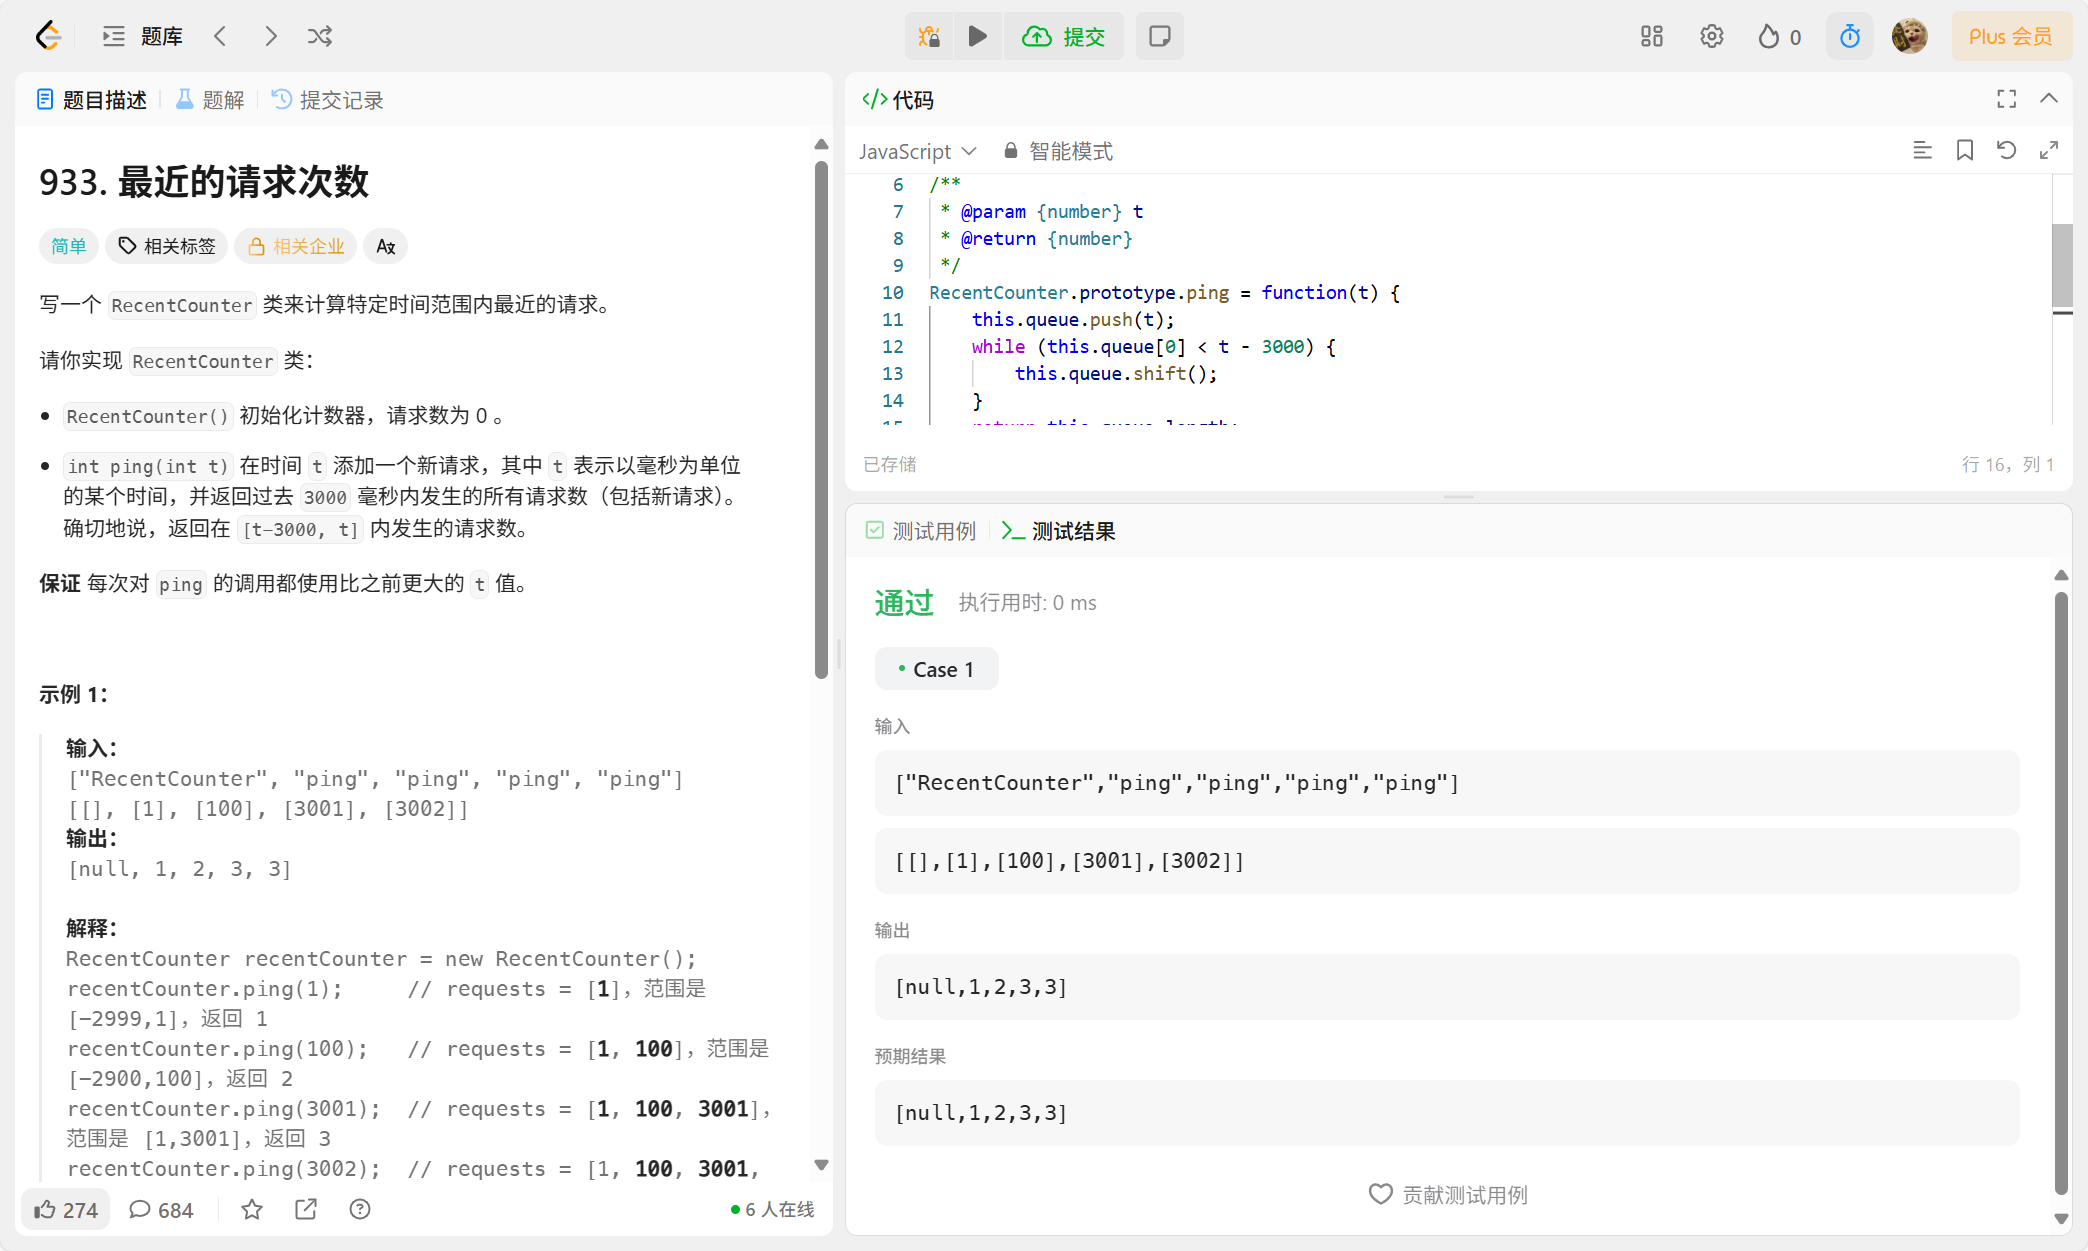 题库
提交
0
Plus 会员
题目描述
题解
提交记录
933. 最近的请求次数
简单
相关标签
相关企业
写一个 RecentCounter 类来计算特定时间范围内最近的请求。
请你实现 RecentCounter 类：
RecentCounter() 初始化计数器，请求数为 0 。
int ping(int t) 在时间 t 添加一个新请求，其中 t 表示以毫秒为单位
的某个时间，并返回过去 3000 毫秒内发生的所有请求数（包括新请求）。
确切地说，返回在 [t-3000, t] 内发生的请求数。
保证 每次对 ping 的调用都使用比之前更大的 t 值。
示例 1：
输入：
["RecentCounter", "ping", "ping", "ping", "ping"]
[[], [1], [100], [3001], [3002]]
输出：
[null, 1, 2, 3, 3]
解释：
RecentCounter recentCounter = new RecentCounter();
recentCounter.ping(1);     // requests = [1]，范围是
[-2999,1]，返回 1
recentCounter.ping(100);   // requests = [1, 100]，范围是
[-2900,100]，返回 2
recentCounter.ping(3001);  // requests = [1, 100, 3001]，
范围是 [1,3001]，返回 3
recentCounter.ping(3002);  // requests = [1, 100, 3001,
274
684
6 人在线
</> 代码
JavaScript
智能模式
6 /**
7  * @param {number} t
8  * @return {number}
9  */
10 RecentCounter.prototype.ping = function(t) {
11     this.queue.push(t);
12     while (this.queue[0] < t - 3000) {
13         this.queue.shift();
14     }
15     return this.queue.length;
已存储
行 16，列 1
测试用例
测试结果
通过
执行用时: 0 ms
Case 1
输入
["RecentCounter","ping","ping","ping","ping"]
[[],[1],[100],[3001],[3002]]
输出
[null,1,2,3,3]
预期结果
[null,1,2,3,3]
贡献测试用例